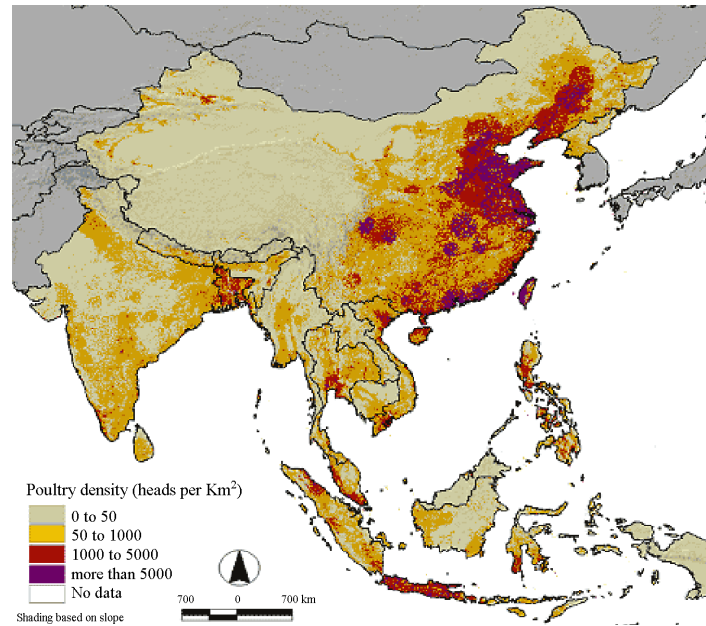 Poultry density (heads per Km²)
0 to 50
50 to 1000
1000 to 5000
more than 5000
No data
Shading based on slope
700 0 700 km